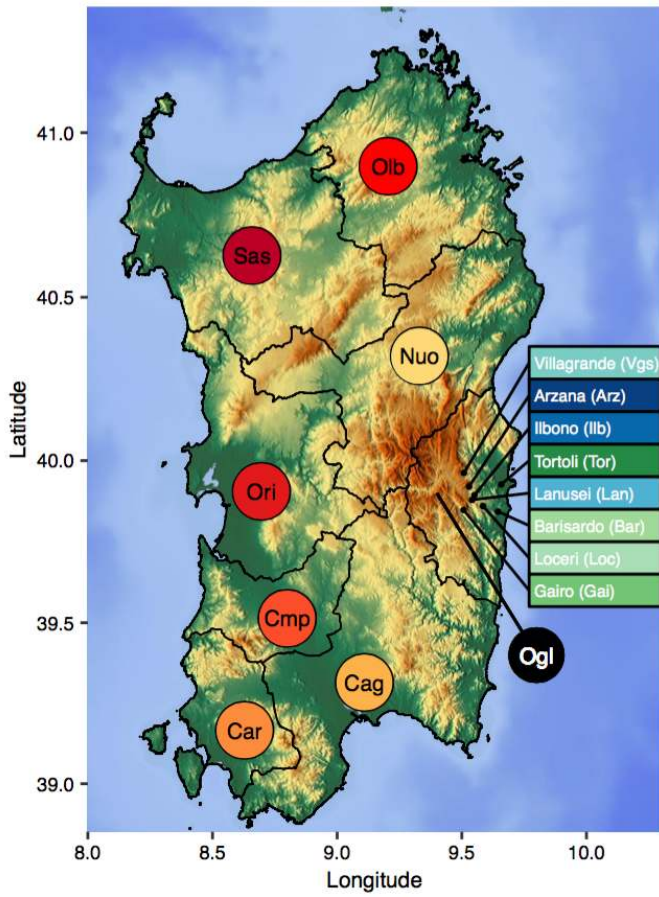 41.0
40.5
40.0
39.5
39.0
Latitude
8.0
8.5
9.0
9.5
10.0
Longitude
Olb
Sas
Nuo
Ori
Cmp
Cag
Car
Ogl
Villagrande (Vgs)
Arzana (Arz)
Ilbono (Ilb)
Tortoli (Tor)
Lanusei (Lan)
Barisardo (Bar)
Loceri (Loc)
Gairo (Gai)